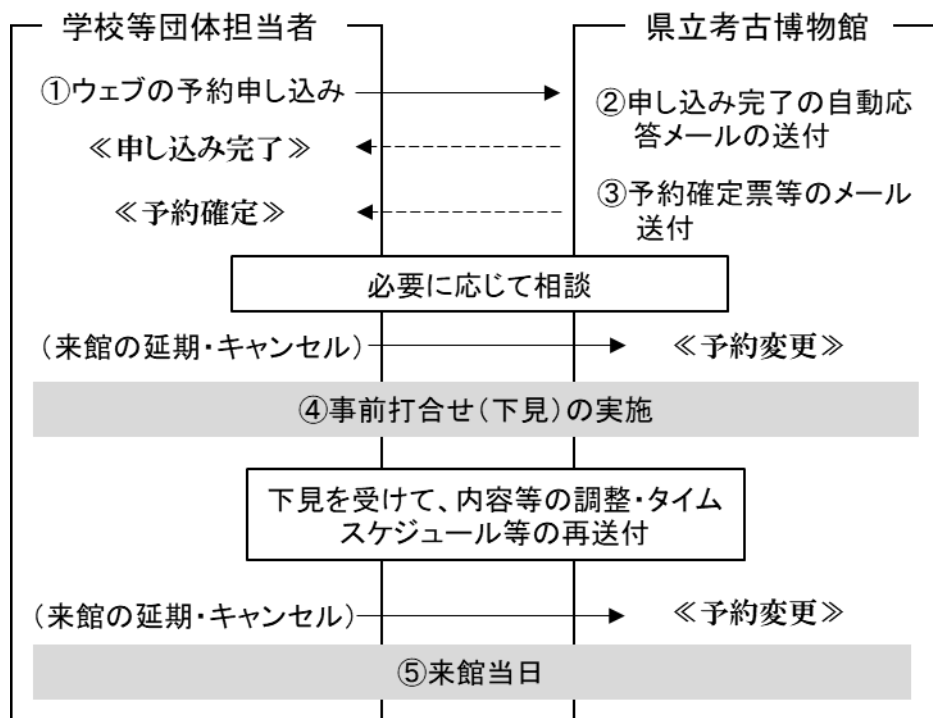 学校等団体担当者
県立考古博物館
①ウェブの予約申し込み
②申し込み完了の自動応
答メールの送付
≪申し込み完了≫
③予約確定票等のメール
送付
≪予約確定≫
必要に応じて相談
(来館の延期・キャンセル)
≪予約変更≫
④事前打合せ(下見)の実施
下見を受けて、内容等の調整・タイム
スケジュール等の再送付
(来館の延期・キャンセル)
≪予約変更≫
⑤来館当日